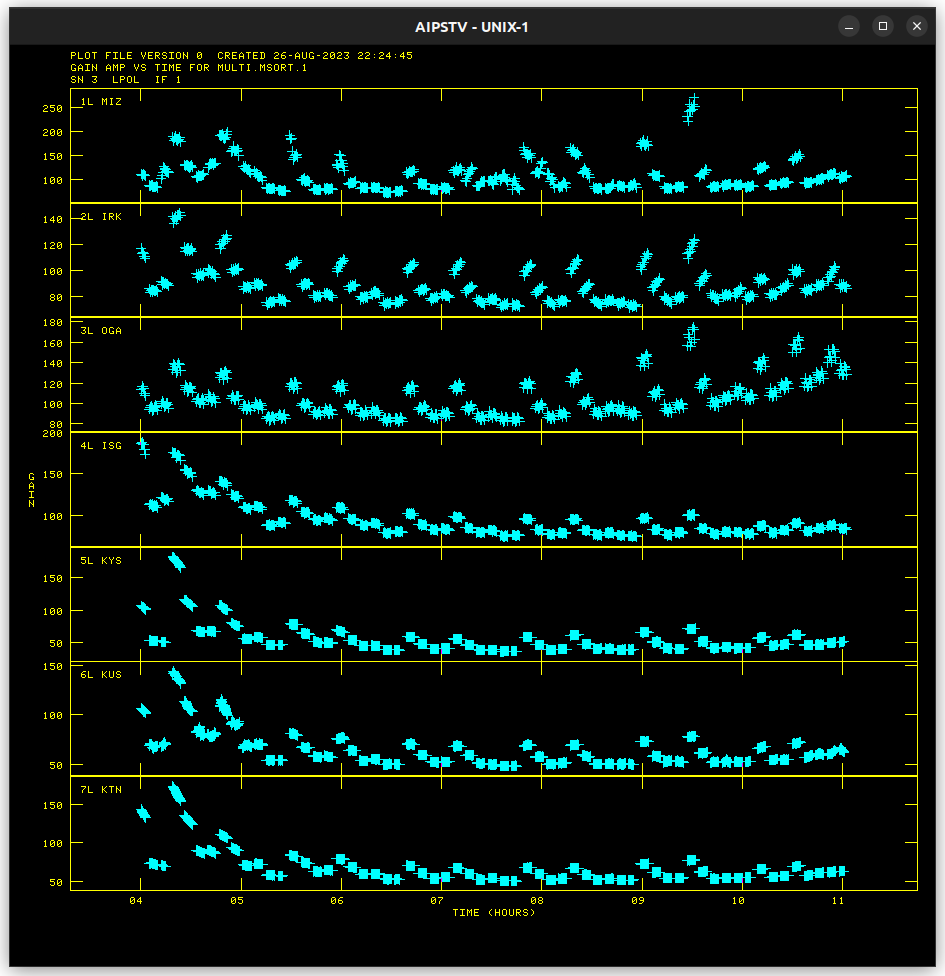 AIPSTV - UNIX-1
PLOT FILE VERSION 0  CREATED 26-AUG-2023 22:24:45
GAIN AMP VS TIME FOR MULTI.MSORT.1
SN 3  LPOL  IF 1
1L MIZ
250
200
150
100
2L IRK
140
120
100
80
3L OGA
180
160
140
120
100
80
4L ISG
200
150
100
GAIN
5L KYS
150
100
50
6L KUS
150
100
50
7L KTN
150
100
50
04 05 06 07 08 09 10 11
TIME (HOURS)